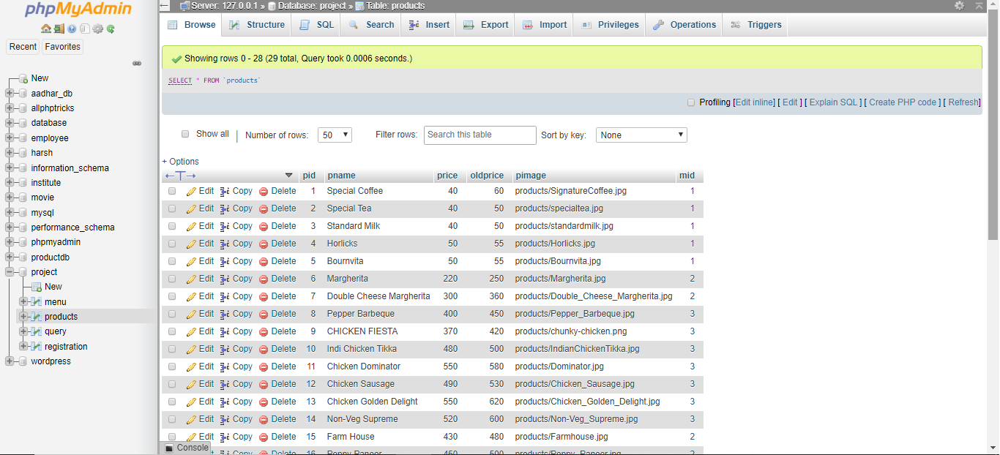 phpMyAdmin
Recent Favorites
New
aadhar_db
allphptricks
database
employee
harsh
information_schema
institute
movie
mysql
performance_schema
phpmyadmin
productdb
project
New
menu
products
query
registration
wordpress
Server: 127.0.0.1 » Database: project » Table: products
Browse Structure SQL Search Insert Export Import Privileges Operations Triggers
Showing rows 0 - 28 (29 total, Query took 0.0006 seconds.)
SELECT * FROM `products`
Profiling [Edit inline] [ Edit ] [ Explain SQL ] [ Create PHP code ] [ Refresh]
Show all | Number of rows: 50 Filter rows: Search this table Sort by key: None
+ Options
←T→ pid pname price oldprice pimage mid
Edit Copy Delete 1 Special Coffee 40 60 products/SignatureCoffee.jpg 1
Edit Copy Delete 2 Special Tea 40 50 products/specialtea.jpg 1
Edit Copy Delete 3 Standard Milk 40 50 products/standardmilk.jpg 1
Edit Copy Delete 4 Horlicks 50 55 products/Horlicks.jpg 1
Edit Copy Delete 5 Bournvita 50 55 products/Bournvita.jpg 1
Edit Copy Delete 6 Margherita 220 250 products/Margherita.jpg 2
Edit Copy Delete 7 Double Cheese Margherita 300 360 products/Double_Cheese_Margherita.jpg 2
Edit Copy Delete 8 Pepper Barbeque 400 450 products/Pepper_Barbeque.jpg 3
Edit Copy Delete 9 CHICKEN FIESTA 370 420 products/chunky-chicken.png 3
Edit Copy Delete 10 Indi Chicken Tikka 480 500 products/IndianChickenTikka.jpg 3
Edit Copy Delete 11 Chicken Dominator 550 580 products/Dominator.jpg 3
Edit Copy Delete 12 Chicken Sausage 490 530 products/Chicken_Sausage.jpg 3
Edit Copy Delete 13 Chicken Golden Delight 550 620 products/Chicken_Golden_Delight.jpg 3
Edit Copy Delete 14 Non-Veg Supreme 520 600 products/Non-Veg_Supreme.jpg 3
Edit Copy Delete 15 Farm House 430 480 products/Farmhouse.jpg 2
Copy Delete 16 450 500 2
Console